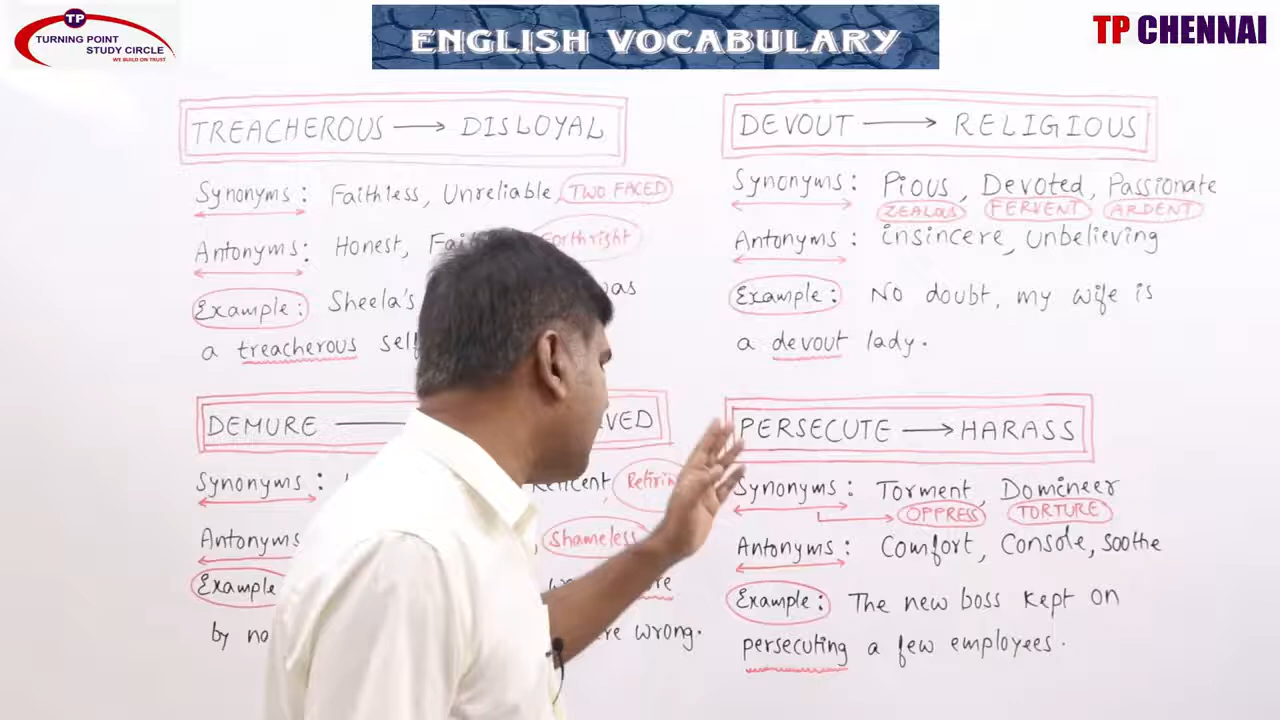 TP
TURNING POINT
STUDY CIRCLE
WE BUILD ON TRUST
ENGLISH VOCABULARY
TP CHENNAI
TREACHEROUS → DISLOYAL
Synonyms : Faithless, Unreliable, TWO FACED
Antonyms : Honest, Forthright
Example : Sheela's was
a treacherous
DEVOUT → RELIGIOUS
Synonyms : Pious, Devoted, Passionate
ZEALOUS FERVENT ARDENT
Antonyms : insincere, unbelieving
Example : No doubt, my wife is
a devout lady.
DEMURE
Synonyms : Reticent,
Antonyms , Shameless
Example
by wrong.
PERSECUTE → HARASS
Synonyms : Torment, Domineer
OPPRESS TORTURE
Antonyms : Comfort, Console, Soothe
Example : The new boss kept on
persecuting a few employees.